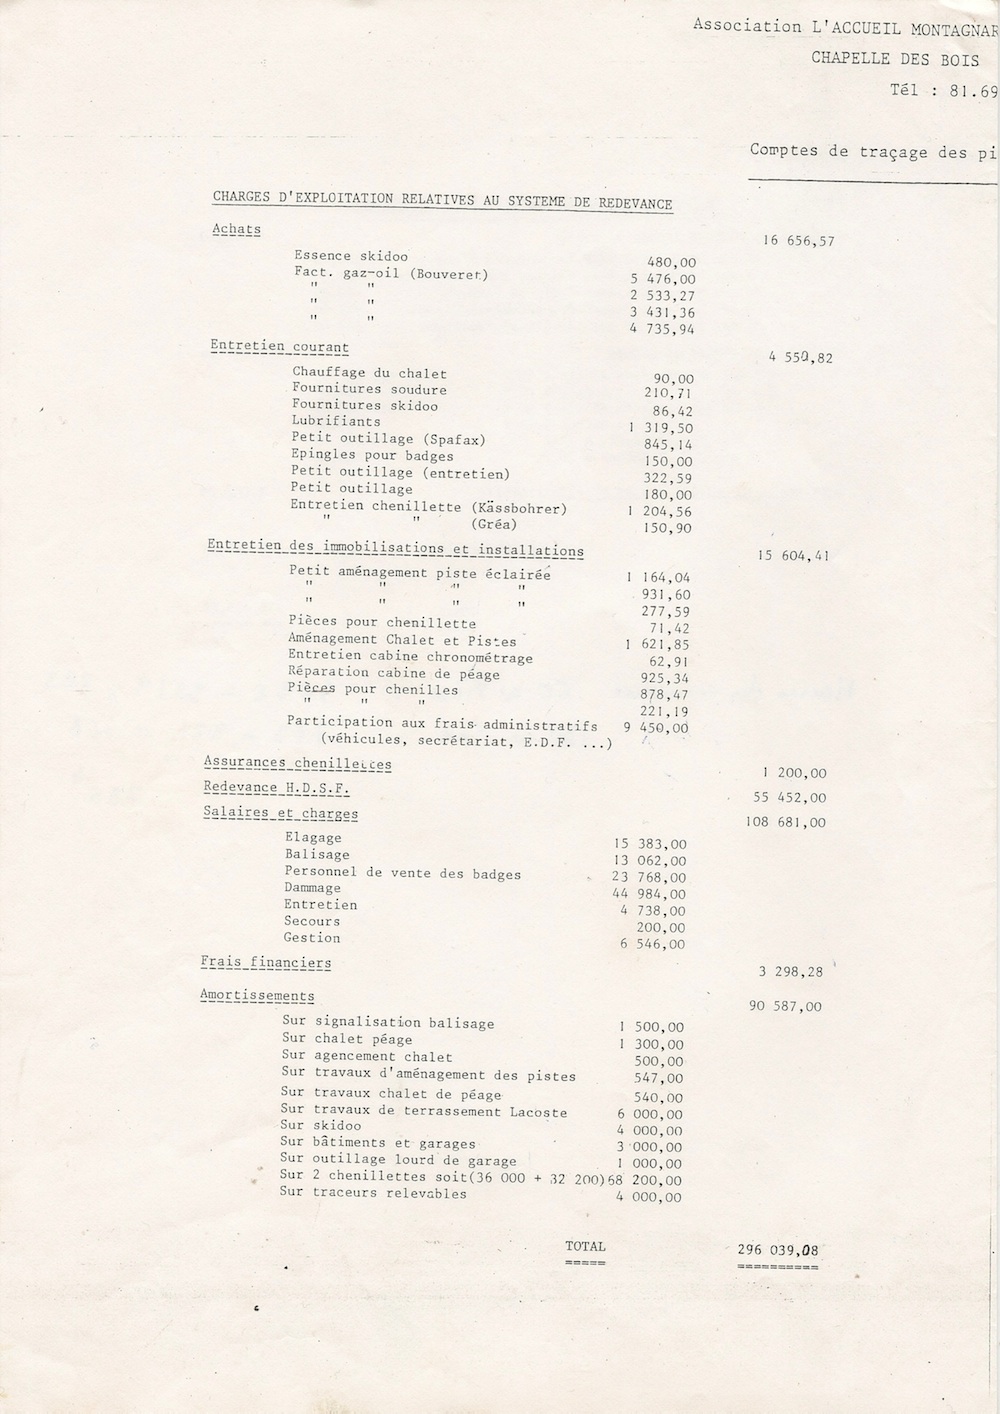 Association L'ACCUEIL MONTAGNAR
CHAPELLE DES BOIS
Tél : 81.69
Comptes de traçage des pi
CHARGES D'EXPLOITATION RELATIVES AU SYSTEME DE REDEVANCE
Achats 16 656,57
Essence skidoo 480,00
Fact. gaz-oil (Bouveret) 5 476,00
" " 2 533,27
" " 3 431,36
" " 4 735,94
Entretien courant 4 550,82
Chauffage du chalet 90,00
Fournitures soudure 210,71
Fournitures skidoo 86,42
Lubrifiants 1 319,50
Petit outillage (Spafax) 845,14
Epingles pour badges 150,00
Petit outillage (entretien) 322,59
Petit outillage 180,00
Entretien chenillette (Kässbohrer) 1 204,56
" " (Gréa) 150,90
Entretien des immobilisations et installations 15 604,41
Petit aménagement piste éclairée 1 164,04
" " " " 931,60
" " " " 277,59
Pièces pour chenillette 71,42
Aménagement Chalet et Pistes 1 621,85
Entretien cabine chronométrage 62,91
Réparation cabine de péage 925,34
Pièces pour chenilles 878,47
" " " 221,19
Participation aux frais administratifs 9 450,00
(véhicules, secrétariat, E.D.F. ...)
Assurances chenillettes 1 200,00
Redevance H.D.S.F. 55 452,00
Salaires et charges 108 681,00
Elagage 15 383,00
Balisage 13 062,00
Personnel de vente des badges 23 768,00
Dammage 44 984,00
Entretien 4 738,00
Secours 200,00
Gestion 6 546,00
Frais financiers 3 298,28
Amortissements 90 587,00
Sur signalisation balisage 1 500,00
Sur chalet péage 1 300,00
Sur agencement chalet 500,00
Sur travaux d'aménagement des pistes 547,00
Sur travaux chalet de péage 540,00
Sur travaux de terrassement Lacoste 6 000,00
Sur skidoo 4 000,00
Sur bâtiments et garages 3 000,00
Sur outillage lourd de garage 1 000,00
Sur 2 chenillettes soit(36 000 + 32 200)68 200,00
Sur traceurs relevables 4 000,00
TOTAL 296 039,08
===== ==========